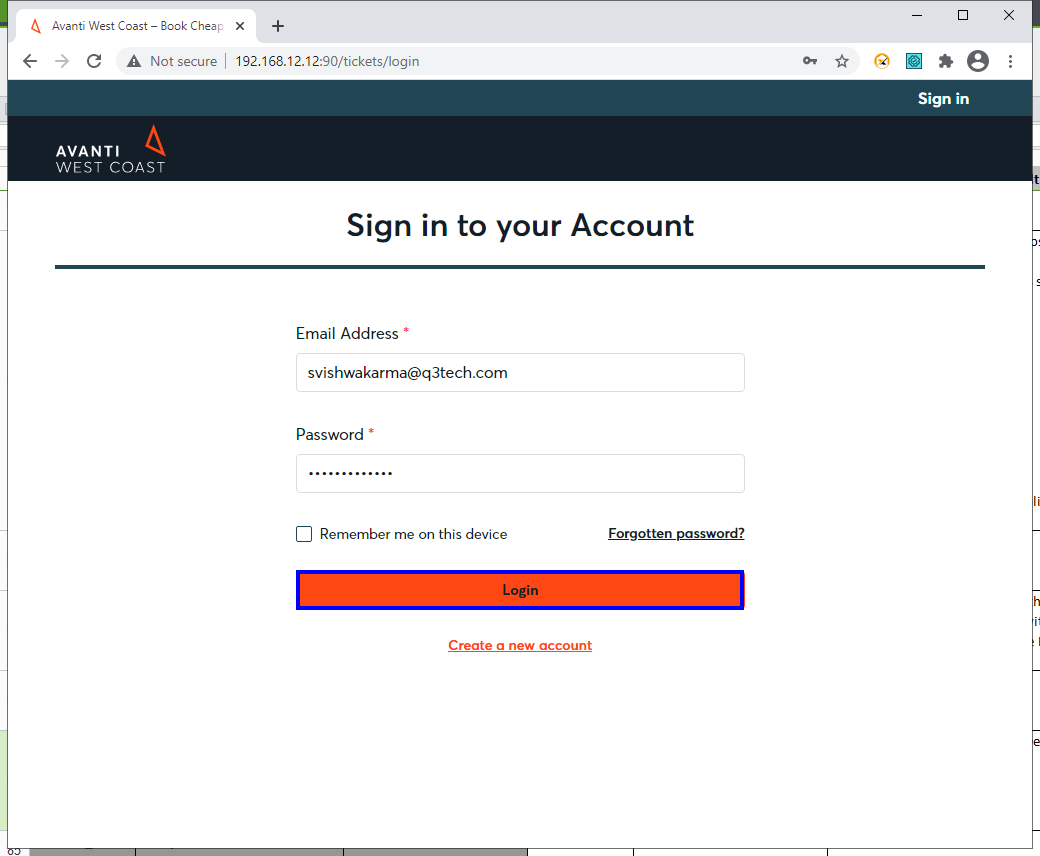 Avanti West Coast – Book Cheap
Not secure
192.168.12.12:90/tickets/login
Sign in
AVANTI
WEST COAST
Sign in to your Account
Email Address *
svishwakarma@q3tech.com
Password *
•••••••••••••
Remember me on this device
Forgotten password?
Login
Create a new account